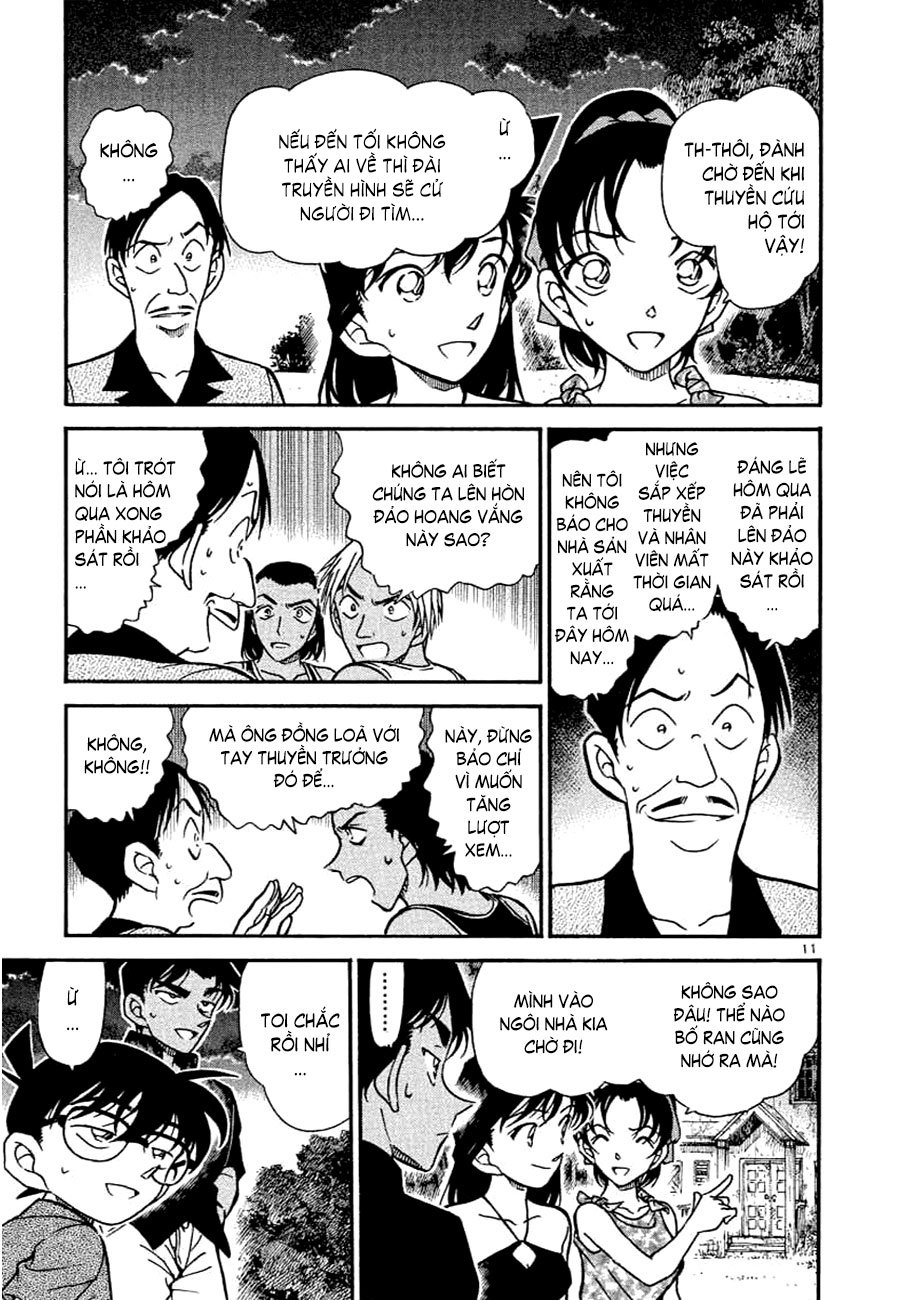 TH-THÔI, ĐÀNH
CHỜ ĐẾN KHI
THUYỀN CỨU
HỘ TỚI
VẬY!
Ừ
...
NẾU ĐẾN TỐI KHÔNG
THẤY AI VỀ THÌ ĐÀI
TRUYỀN HÌNH SẼ CỬ
NGƯỜI ĐI TÌM...
KHÔNG
...
ĐÁNG LẼ
HÔM QUA
ĐÃ PHẢI
LÊN ĐẢO
NÀY KHẢO
SÁT RỒI
...
NHƯNG
VIỆC
SẮP XẾP
THUYỀN
VÀ NHÂN
VIÊN MẤT
THỜI GIAN
QUÁ...
NÊN TÔI
KHÔNG
BÁO CHO
NHÀ SẢN
XUẤT
RẰNG
TA TỚI
ĐÂY HÔM
NAY...
KHÔNG AI BIẾT
CHÚNG TA LÊN HÒN
ĐẢO HOANG VẮNG
NÀY SAO?
Ừ... TÔI TRÓT
NÓI LÀ HÔM
QUA XONG
PHẦN KHẢO
SÁT RỒI
...
NÀY, ĐỪNG
BẢO CHỈ
VÌ MUỐN
TĂNG
LƯỢT
XEM...
MÀ ÔNG ĐỒNG LOÃ VỚI
TAY THUYỀN TRƯỞNG
ĐÓ ĐỂ...
KHÔNG,
KHÔNG!!
11
KHÔNG SAO
ĐÂU! THẾ NÀO
BỐ RAN CŨNG
NHỚ RA MÀ!
MÌNH VÀO
NGÔI NHÀ KIA
CHỜ ĐI!
.........
TOI CHẮC
RỒI NHỈ
...
Ừ
...